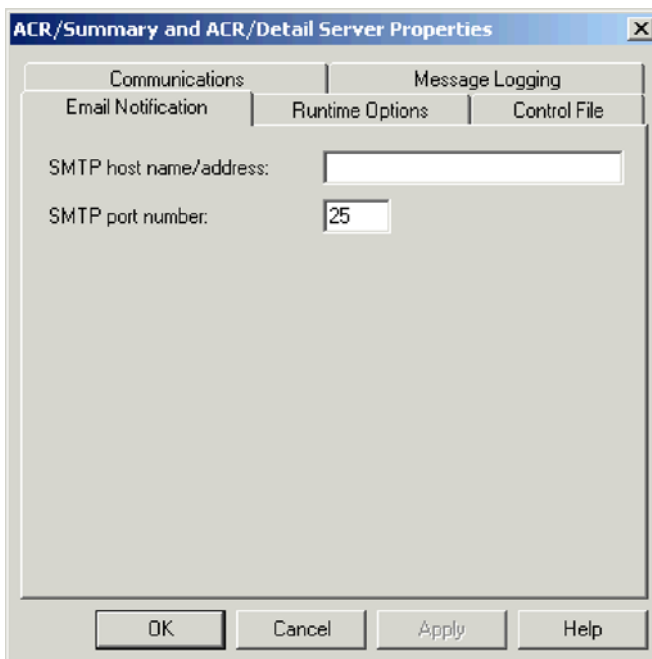 ACR/Summary and ACR/Detail Server Properties
Communications
Message Logging
Email Notification
Runtime Options
Control File
SMTP host name/address:
SMTP port number:
25
OK
Cancel
Apply
Help